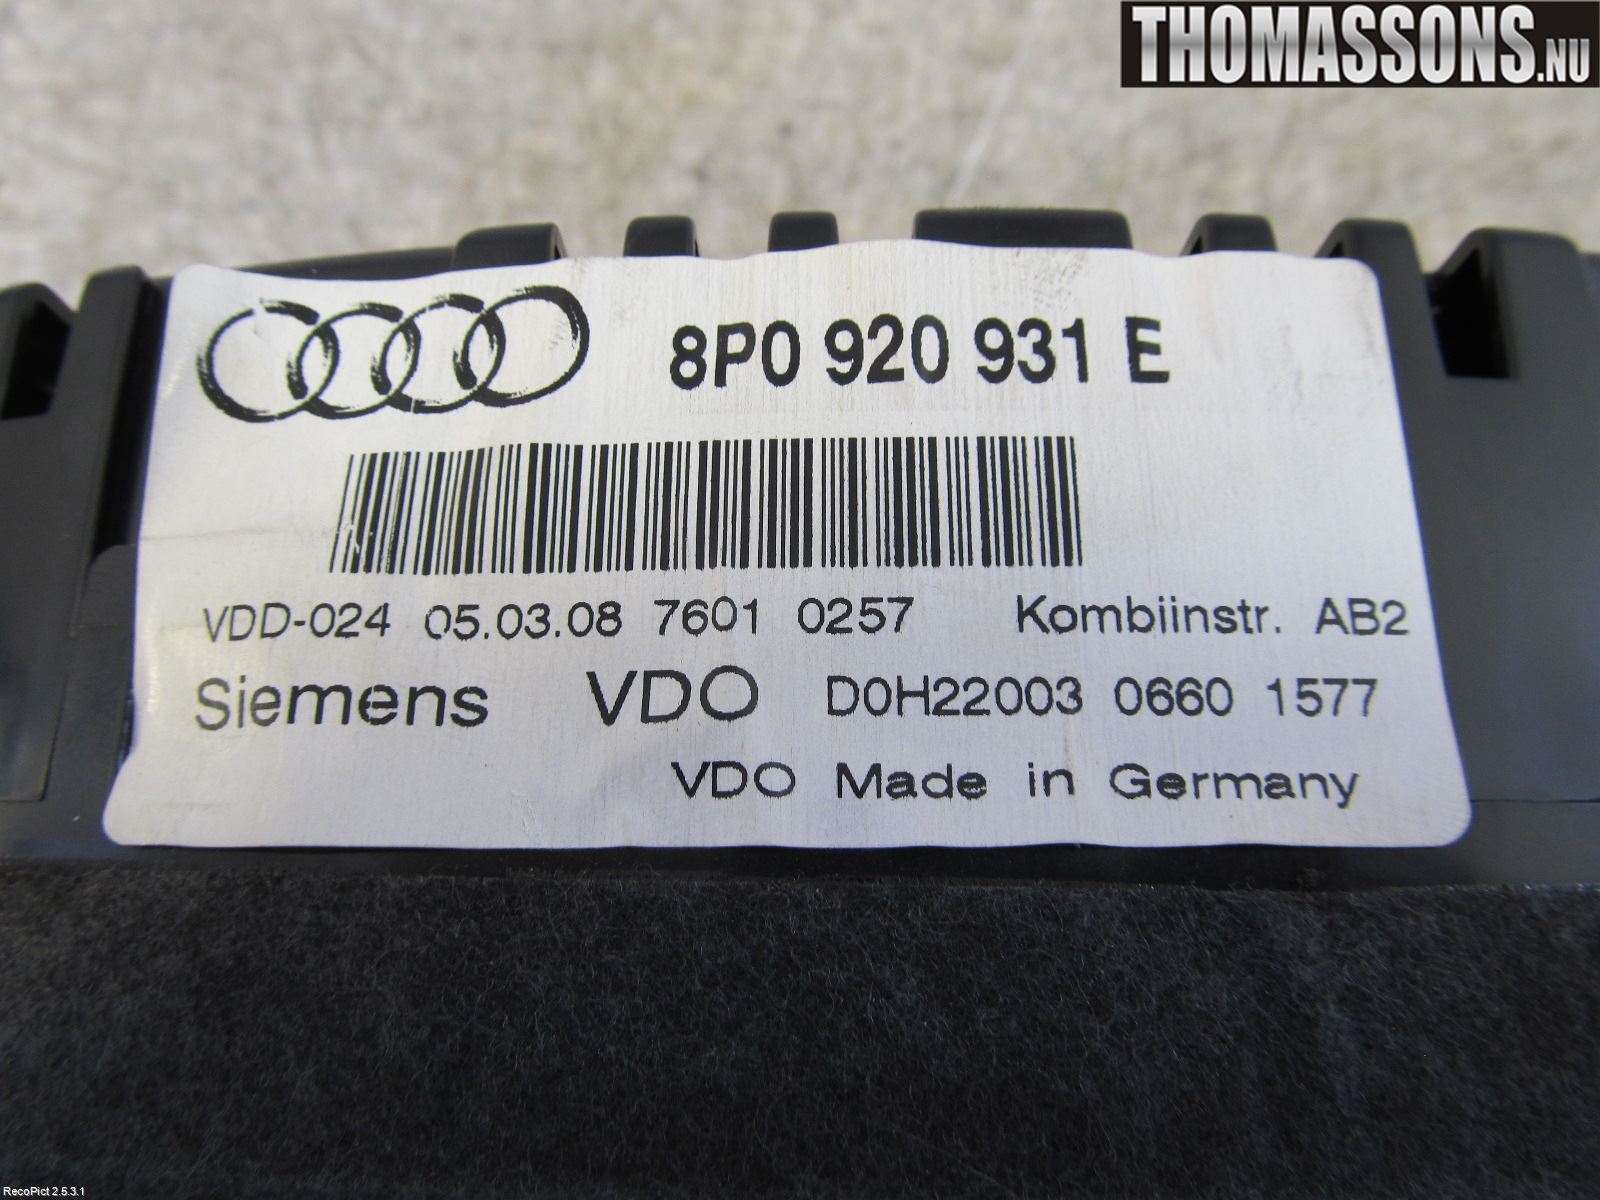 THOMASSONS.NU
8P0 920 931 E
VDD-024 05.03.08 7601 0257 Kombiinstr. AB2
Siemens VDO D0H22003 0660 1577
VDO Made in Germany
RecoPict 2.5.3.1